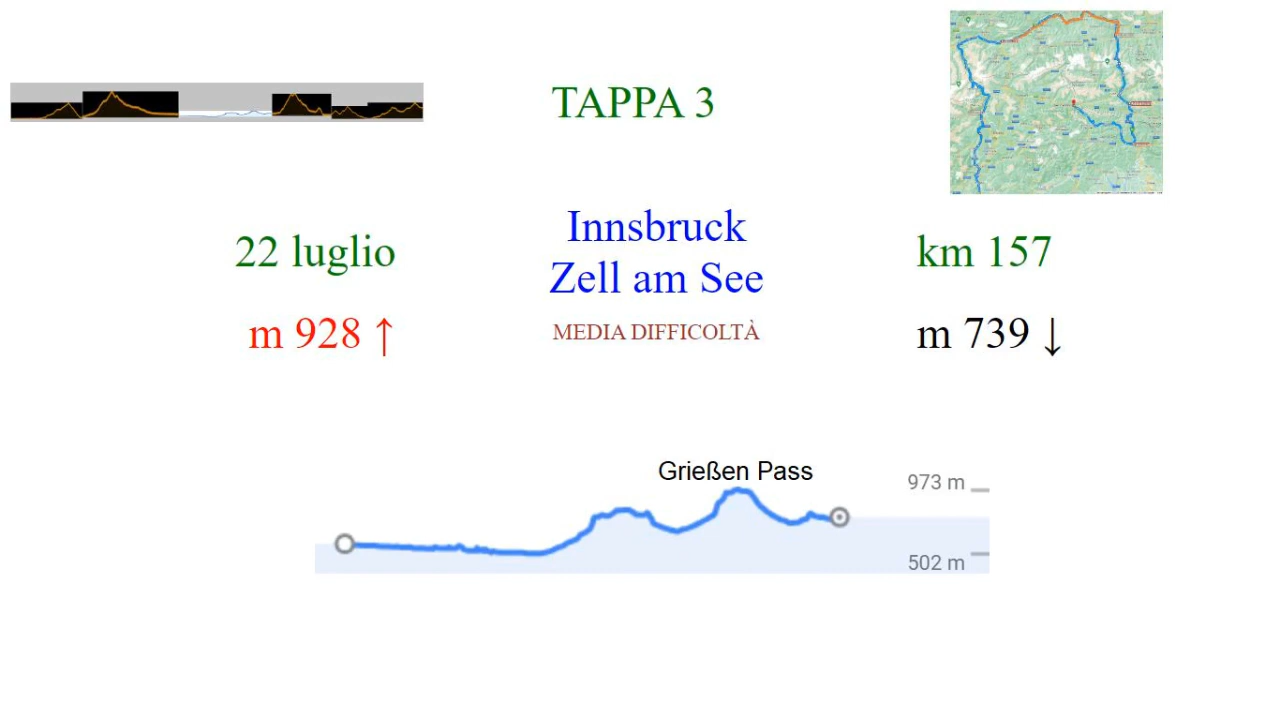 TAPPA 3
22 luglio
Innsbruck
Zell am See
km 157
m 928 ↑
MEDIA DIFFICOLTÀ
m 739 ↓
Grießen Pass
973 m
502 m